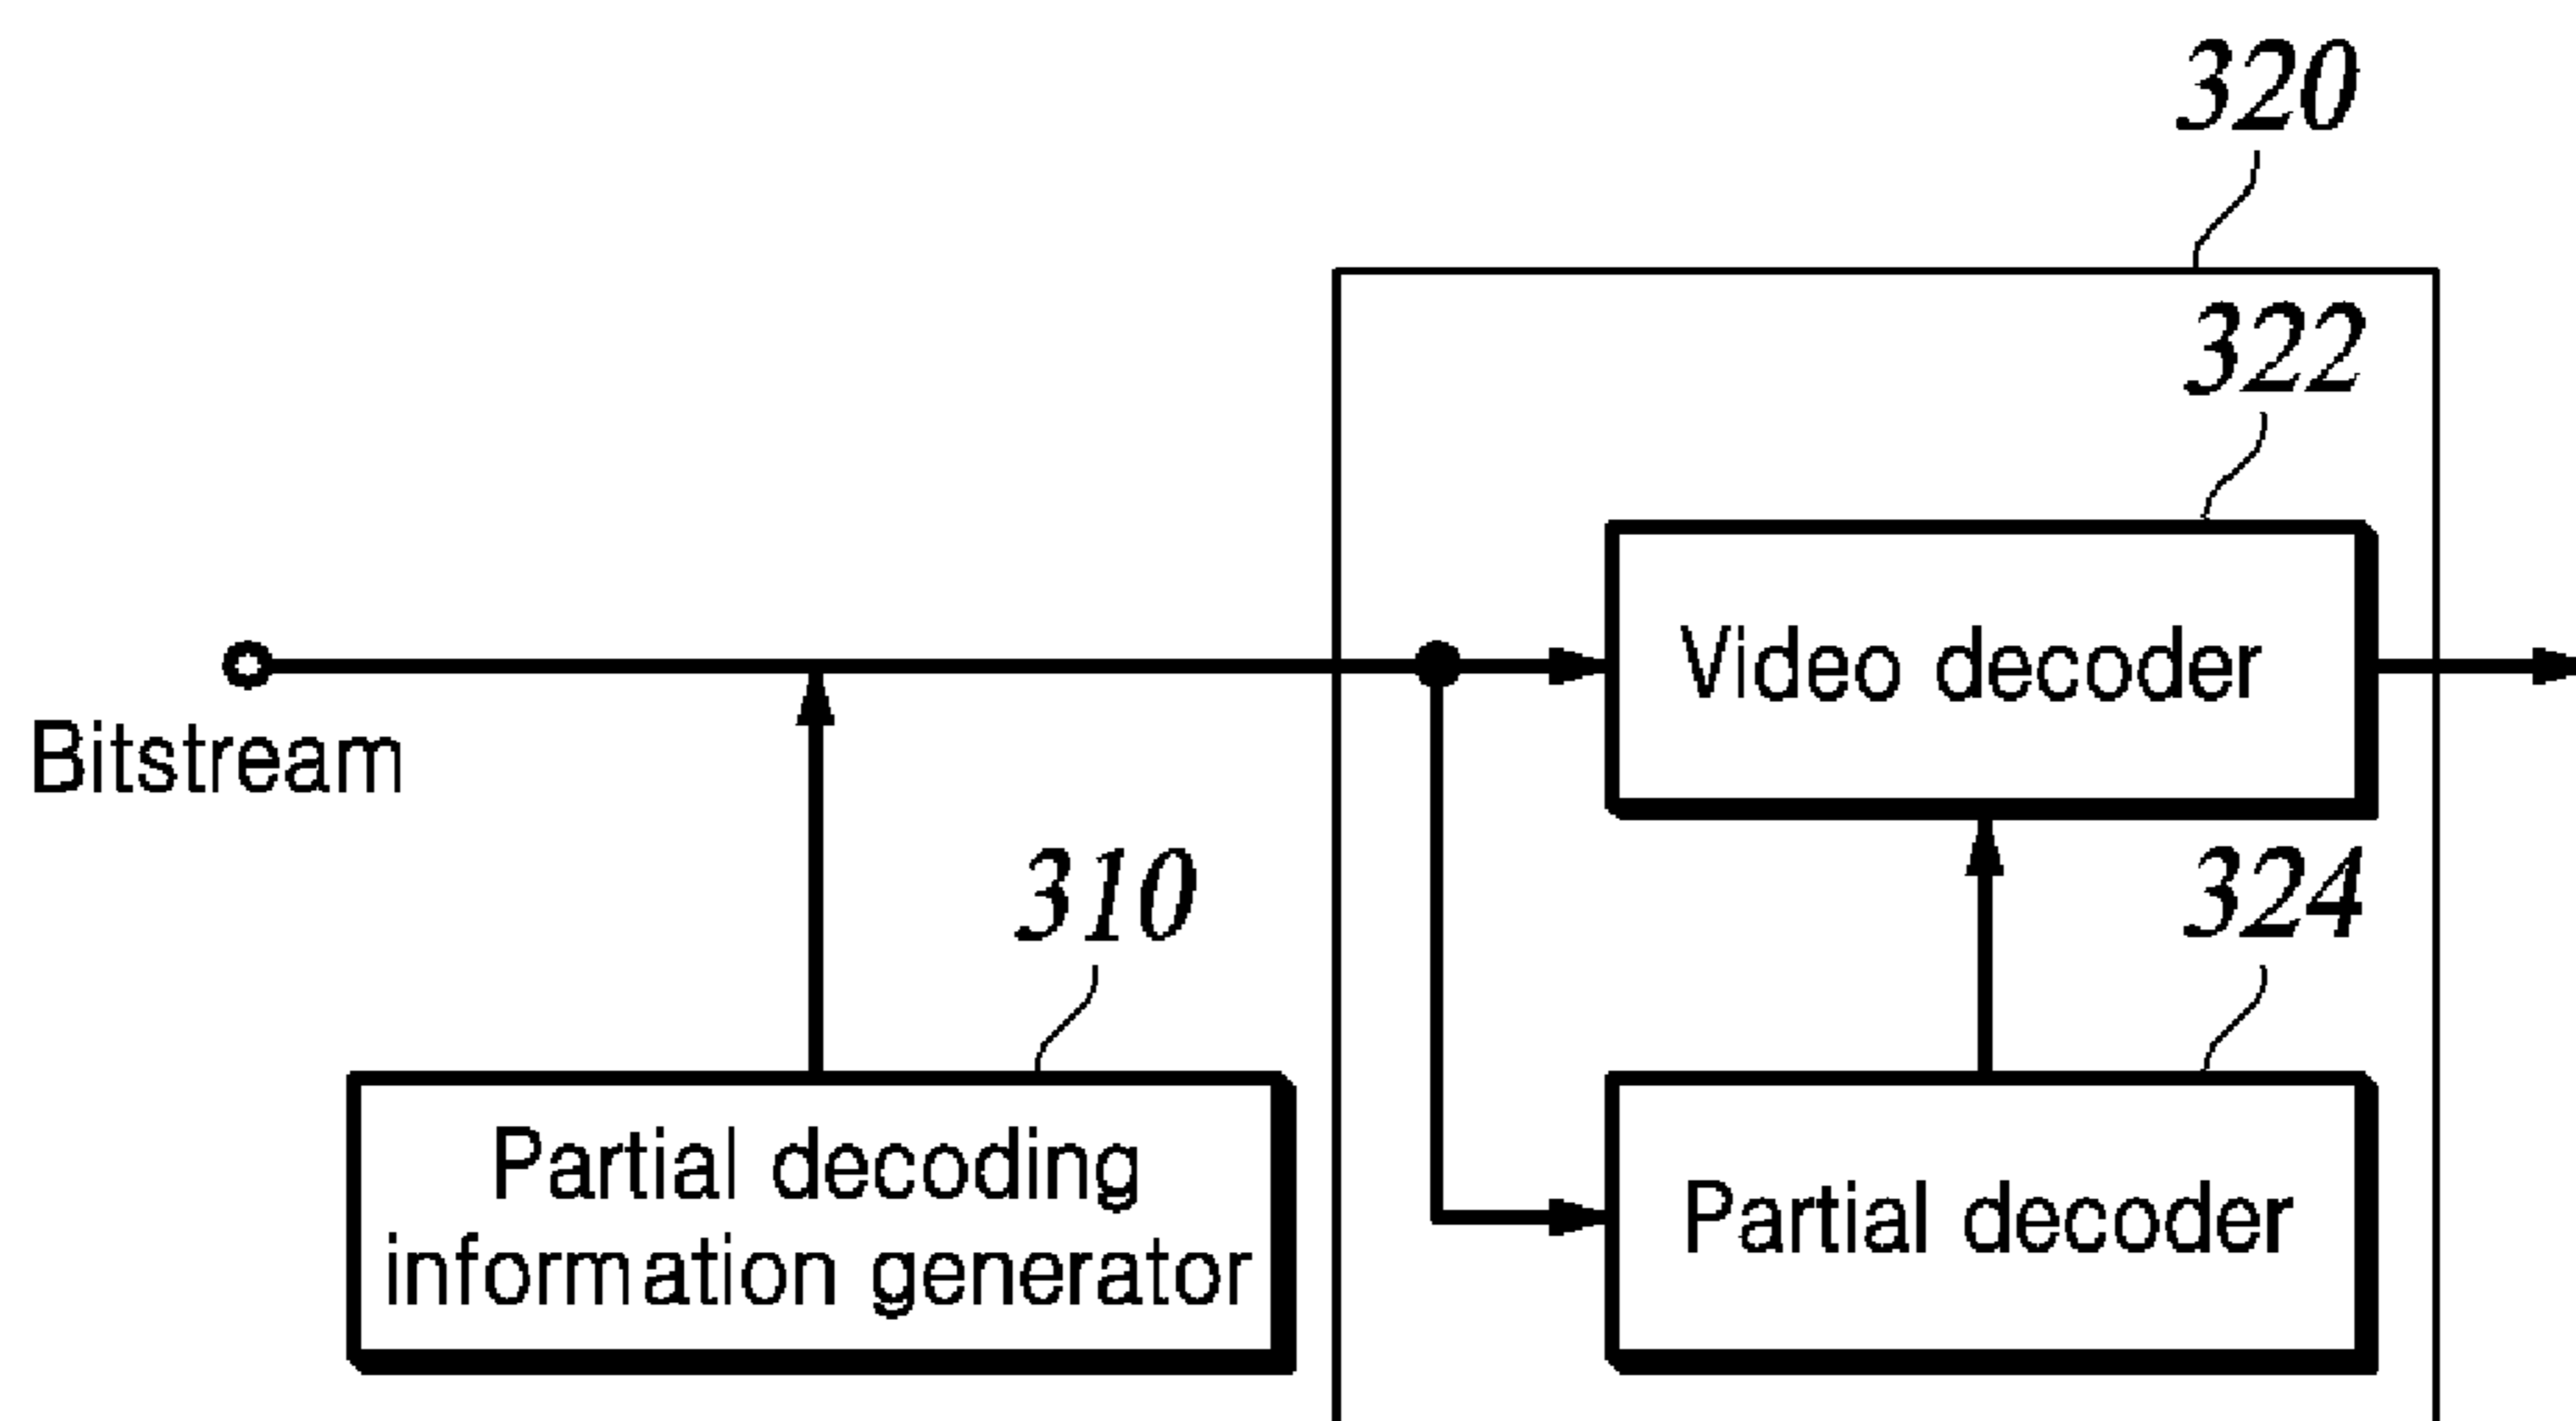 320
322
Video decoder
Bitstream
310
324
Partial decoding
information generator
Partial decoder